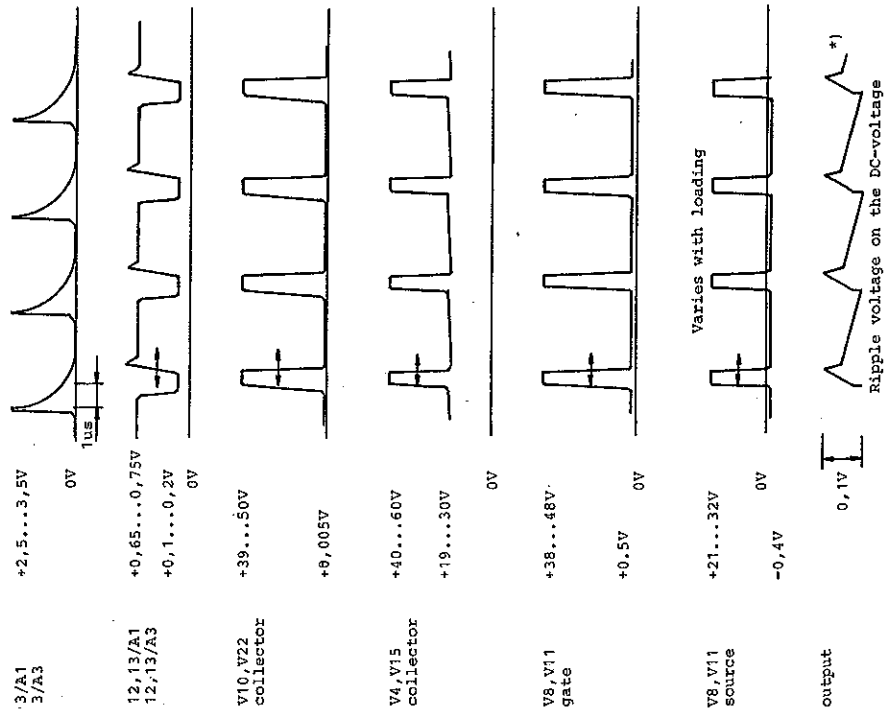 3/A1
3/A3
+2,5...3,5V
0V
1us
12,13/A1
12,13/A3
+0,65...0,75V
+0,1...0,2V
0V
V10,V22
collector
+39...50V
+0,005V
V4,V15
collector
+40...60V
+19...30V
0V
V8,V11
gate
+38...48V
+0.5V
V8,V11
source
+21...32V
0V
-0,4V
Varies with loading
output
0,1V
*)
Ripple voltage on the DC-voltage